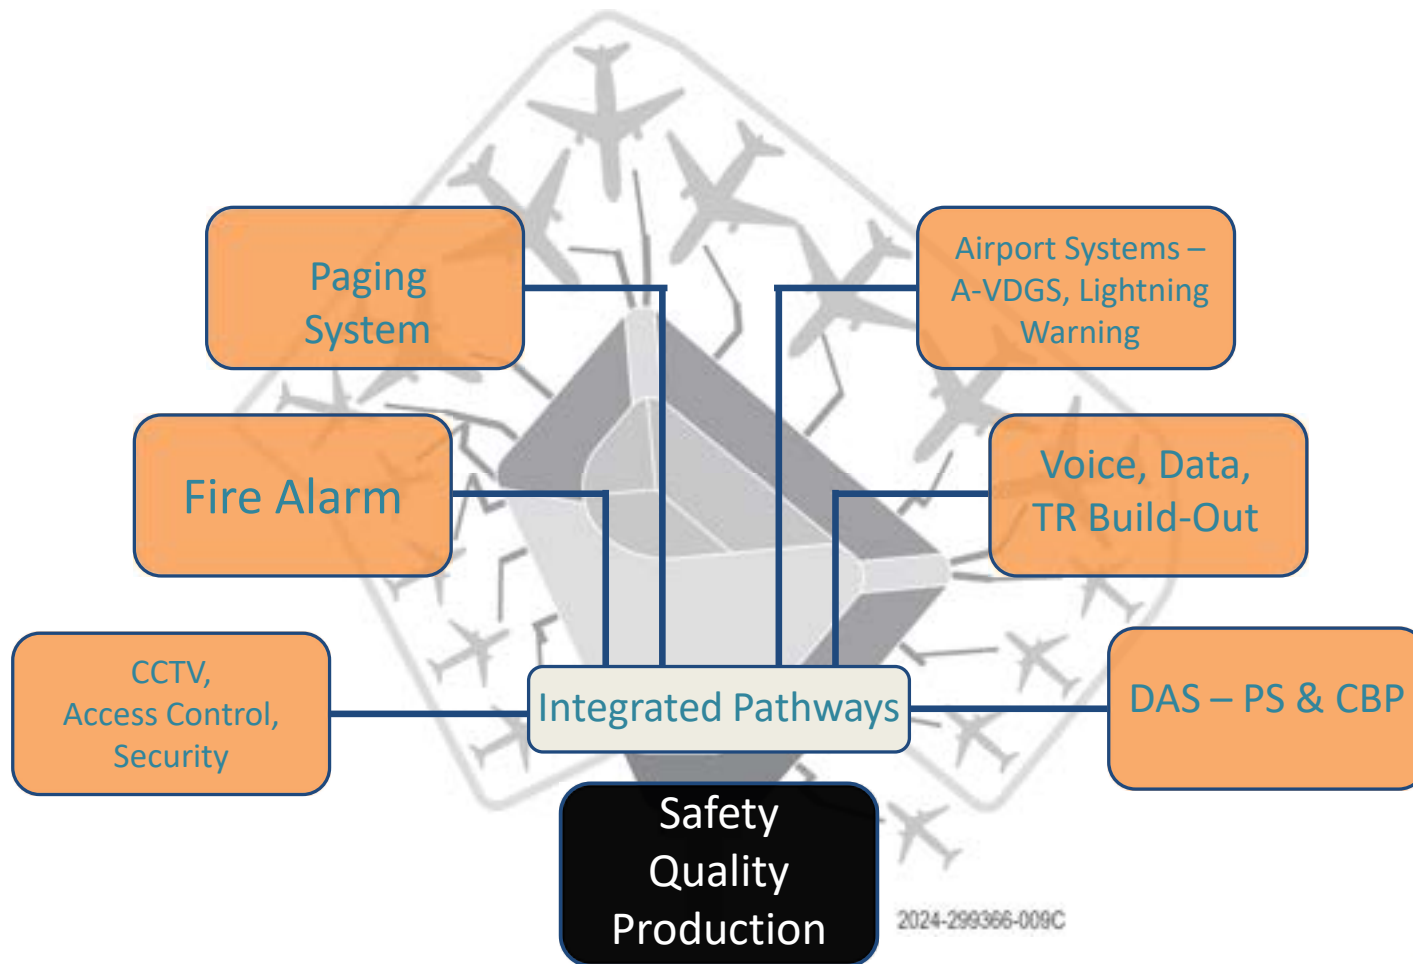 Paging
System
Airport Systems –
A-VDGS, Lightning
Warning
Fire Alarm
Voice, Data,
TR Build-Out
CCTV,
Access Control,
Security
Integrated Pathways
DAS – PS & CBP
Safety
Quality
Production
2024-299366-009C